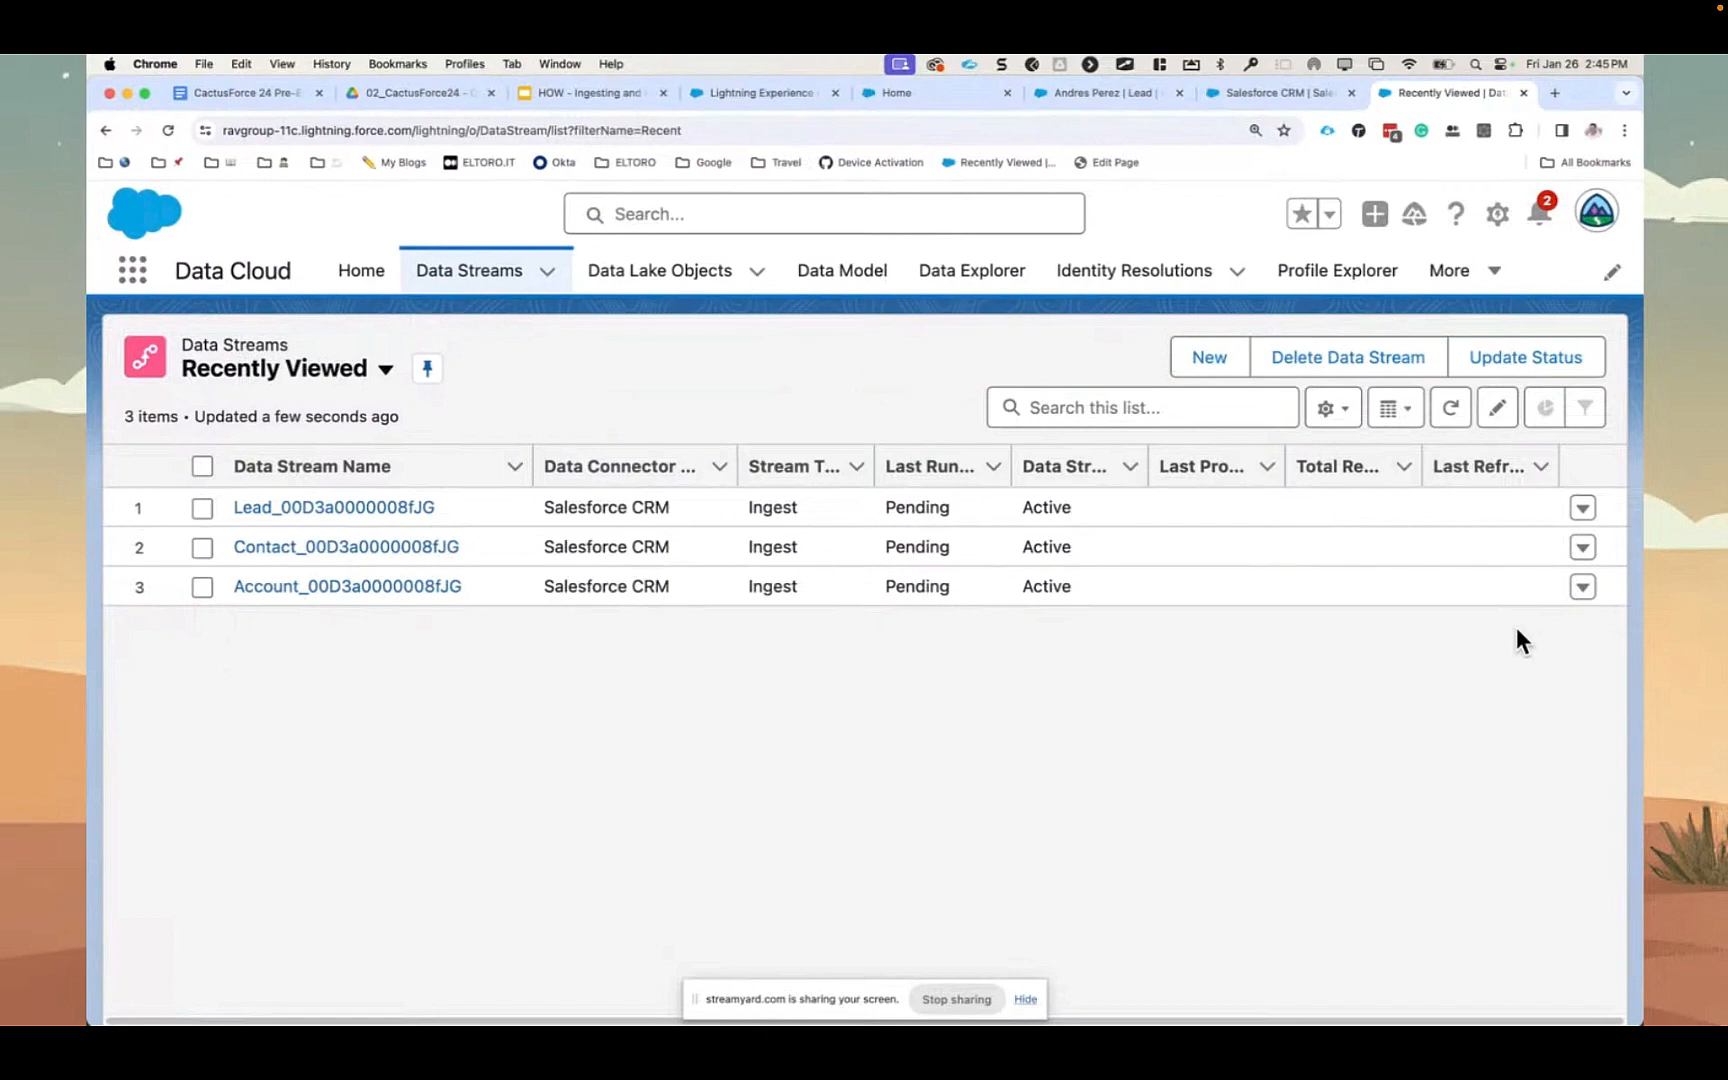 Chrome File Edit View History Bookmarks Profiles Tab Window Help Fri Jan 26 2:45 PM
CactusForce 24 Pre-E 02_CactusForce24 - HOW - Ingesting and Lightning Experience Home Andres Perez | Lead | Salesforce CRM | Sale Recently Viewed | Dat
ravgroup-11c.lightning.force.com/lightning/o/DataStream/list?filterName=Recent
My Blogs ELTORO.IT Okta ELTORO Google Travel Device Activation Recently Viewed |... Edit Page All Bookmarks
Search... 2
Data Cloud Home Data Streams Data Lake Objects Data Model Data Explorer Identity Resolutions Profile Explorer More
Data Streams
Recently Viewed
New Delete Data Stream Update Status
3 items • Updated a few seconds ago
Search this list...
Data Stream Name Data Connector ... Stream T... Last Run... Data Str... Last Pro... Total Re... Last Refr...
1 Lead_00D3a0000008fJG Salesforce CRM Ingest Pending Active
2 Contact_00D3a0000008fJG Salesforce CRM Ingest Pending Active
3 Account_00D3a0000008fJG Salesforce CRM Ingest Pending Active
streamyard.com is sharing your screen. Stop sharing Hide